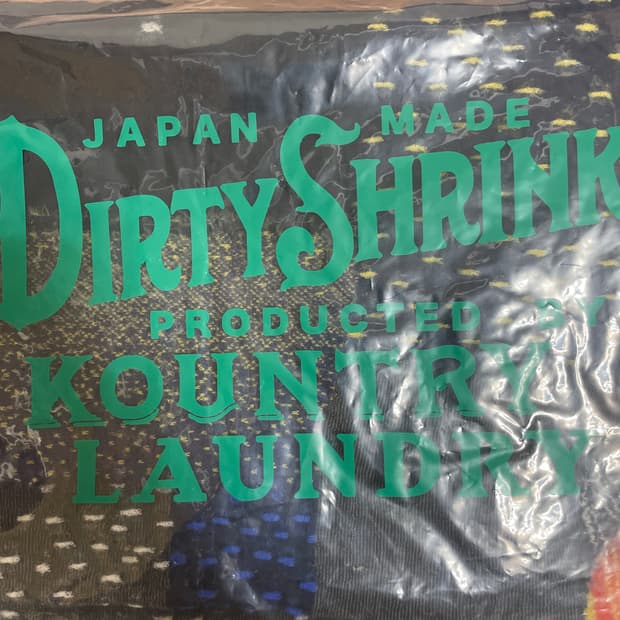 JAPAN MADE
DIRTY SHRINK
PRODUCTED BY
KOUNTRY
LAUNDRY